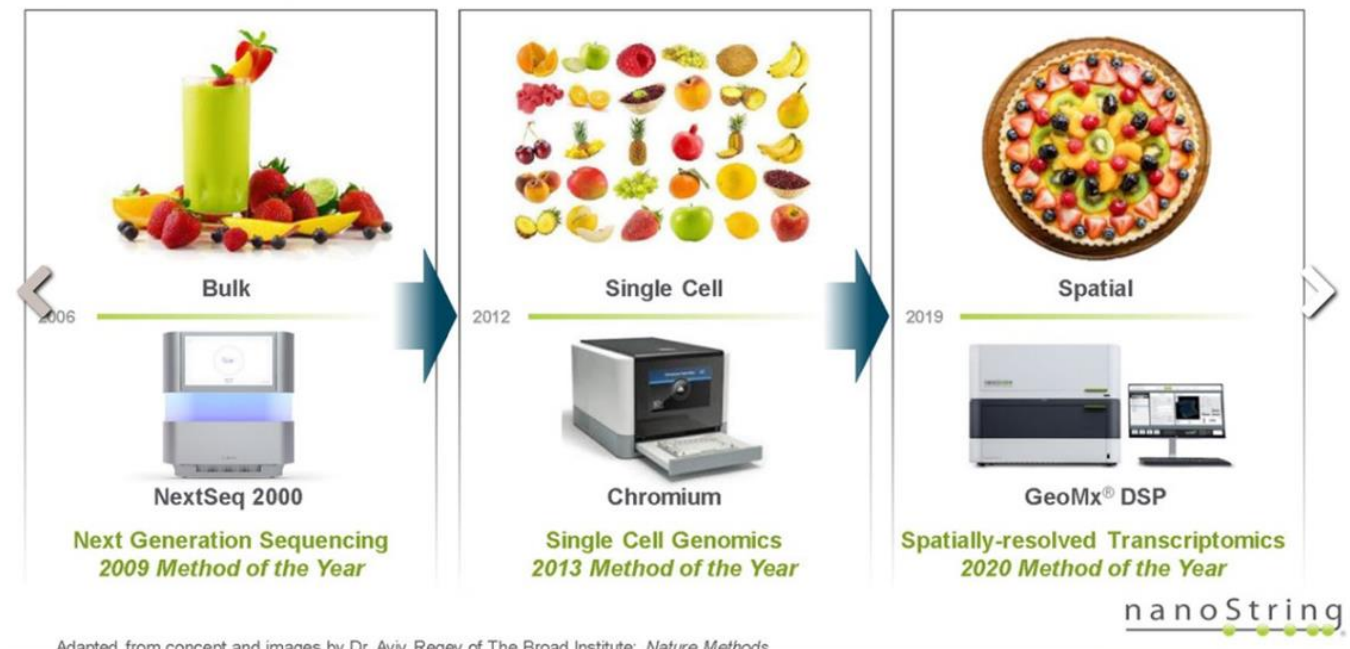 Bulk
2006
NextSeq 2000
Next Generation Sequencing
2009 Method of the Year
Single Cell
2012
Chromium
Single Cell Genomics
2013 Method of the Year
Spatial
2019
GeoMx® DSP
Spatially-resolved Transcriptomics
2020 Method of the Year
nanoString
Adapted from concept and images by Dr. Aviv Regev of The Broad Institute; Nature Methods